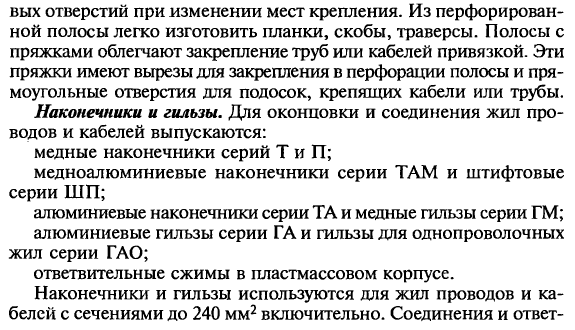 вых отверстий при изменении мест крепления. Из перфорирован-
ной полосы легко изготовить планки, скобы, траверсы. Полосы с
пряжками облегчают закрепление труб или кабелей привязкой. Эти
пряжки имеют вырезы для закрепления в перфорации полосы и пря-
моугольные отверстия для подосок, крепящих кабели или трубы.
Наконечники и гильзы. Для оконцовки и соединения жил про-
водов и кабелей выпускаются:
медные наконечники серий Т и П;
медноалюминиевые наконечники серии ТАМ и штифтовые
серии ШП;
алюминиевые наконечники серии ТА и медные гильзы серии ГМ;
алюминиевые гильзы серии ГА и гильзы для однопроволочных
жил серии ГАО;
ответвительные сжимы в пластмассовом корпусе.
Наконечники и гильзы используются для жил проводов и ка-
белей с сечениями до 240 мм² включительно. Соединения и ответ-